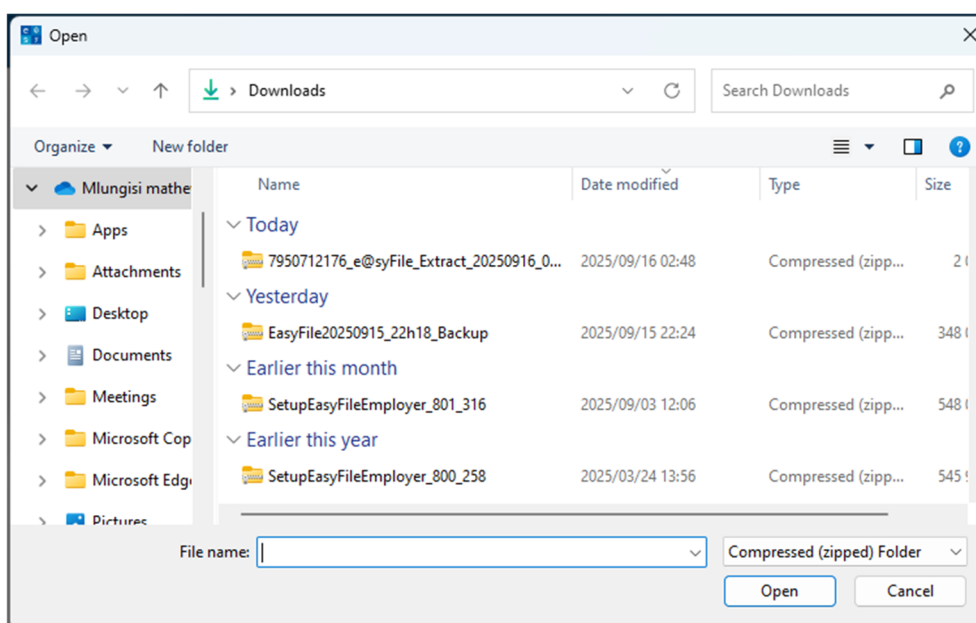 Open
Downloads
Search Downloads
Organize
New folder
Mlungisi mathe
Name
Date modified
Type
Size
Apps
Attachments
Desktop
Documents
Meetings
Microsoft Cop
Microsoft Edg
Pictures
Today
7950712176_e@syFile_Extract_20250916_0... 2025/09/16 02:48 Compressed (zipp... 2
Yesterday
EasyFile20250915_22h18_Backup 2025/09/15 22:24 Compressed (zipp... 348
Earlier this month
SetupEasyFileEmployer_801_316 2025/09/03 12:06 Compressed (zipp... 548
Earlier this year
SetupEasyFileEmployer_800_258 2025/03/24 13:56 Compressed (zipp... 545
File name:
Compressed (zipped) Folder
Open
Cancel